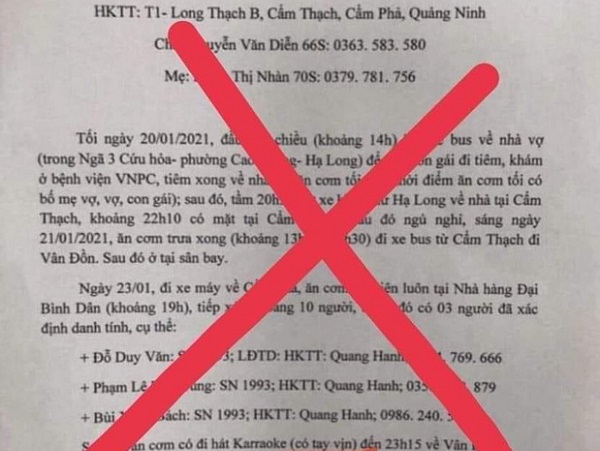 HKTT: T1- Long Thạch B, Cẩm Thạch, Cẩm Phả, Quảng Ninh
Văn Diễn 66S: 0363. 583. 580
Mẹ: Thị Nhàn 70S: 0379. 781. 756
Tối ngày 20/01/2021, chiều (khoảng 14h) bus về nhà vợ
(trong Ngã 3 Cứu hỏa- phường Hạ Long) gái đi tiêm, khám
ở bệnh viện VNPC, tiêm xong về cơm điểm ăn cơm tối có
bố mẹ vợ, vợ, con gái); sau đó, tầm xe Hạ Long về nhà tại Cẩm
Thạch, khoảng 22h10 có mặt tại đó ngủ nghỉ, sáng ngày
21/01/2021, ăn cơm trưa xong (khoảng đi xe bus từ Cẩm Thạch đi
Vân Đồn. Sau đó ở tại sân bay.
Ngày 23/01, đi xe máy về ăn luôn tại Nhà hàng Đại
Bình Dân (khoảng 19h), tiếp 10 người, đó có 03 người đã xác
định danh tính, cụ thể:
+ Đỗ Duy Văn: LĐTD: HKTT: Quang 769. 666
+ Phạm SN 1993; HKTT: Quang Hanh; 879
+ Bùi SN 1993; HKTT: Quang Hanh; 0986. 240.
cơm có đi hát Karraoke (có tay vịn) đến 23h15 về